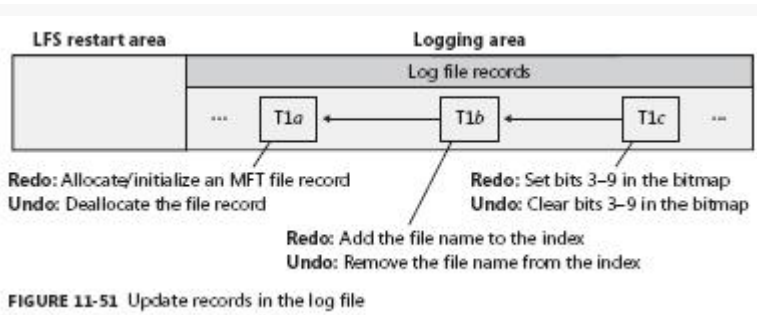 LFS restart area
Logging area
Log file records
... T1a T1b T1c ...
Redo: Allocate/initialize an MFT file record
Undo: Deallocate the file record
Redo: Set bits 3–9 in the bitmap
Undo: Clear bits 3–9 in the bitmap
Redo: Add the file name to the index
Undo: Remove the file name from the index
FIGURE 11-51 Update records in the log file